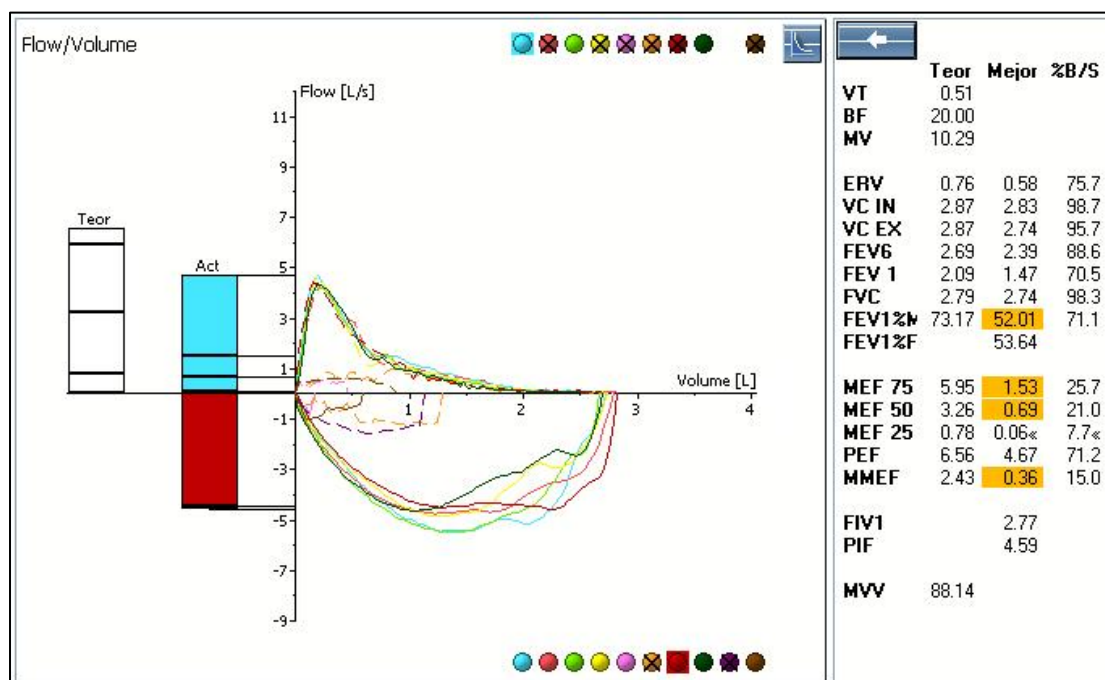 Flow/Volume
Flow [L/s]
11
9
7
5
3
1
-1
-3
-5
-7
-9
Teor
Act
Volume [L]
1
2
3
4
Teor Mejor %B/S
VT 0.51
BF 20.00
MV 10.29
ERV 0.76 0.58 75.7
VC IN 2.87 2.83 98.7
VC EX 2.87 2.74 95.7
FEV6 2.69 2.39 88.6
FEV 1 2.09 1.47 70.5
FVC 2.79 2.74 98.3
FEV1%M 73.17 52.01 71.1
FEV1%F 53.64
MEF 75 5.95 1.53 25.7
MEF 50 3.26 0.69 21.0
MEF 25 0.78 0.06« 7.7«
PEF 6.56 4.67 71.2
MMEF 2.43 0.36 15.0
FIV1 2.77
PIF 4.59
MVV 88.14